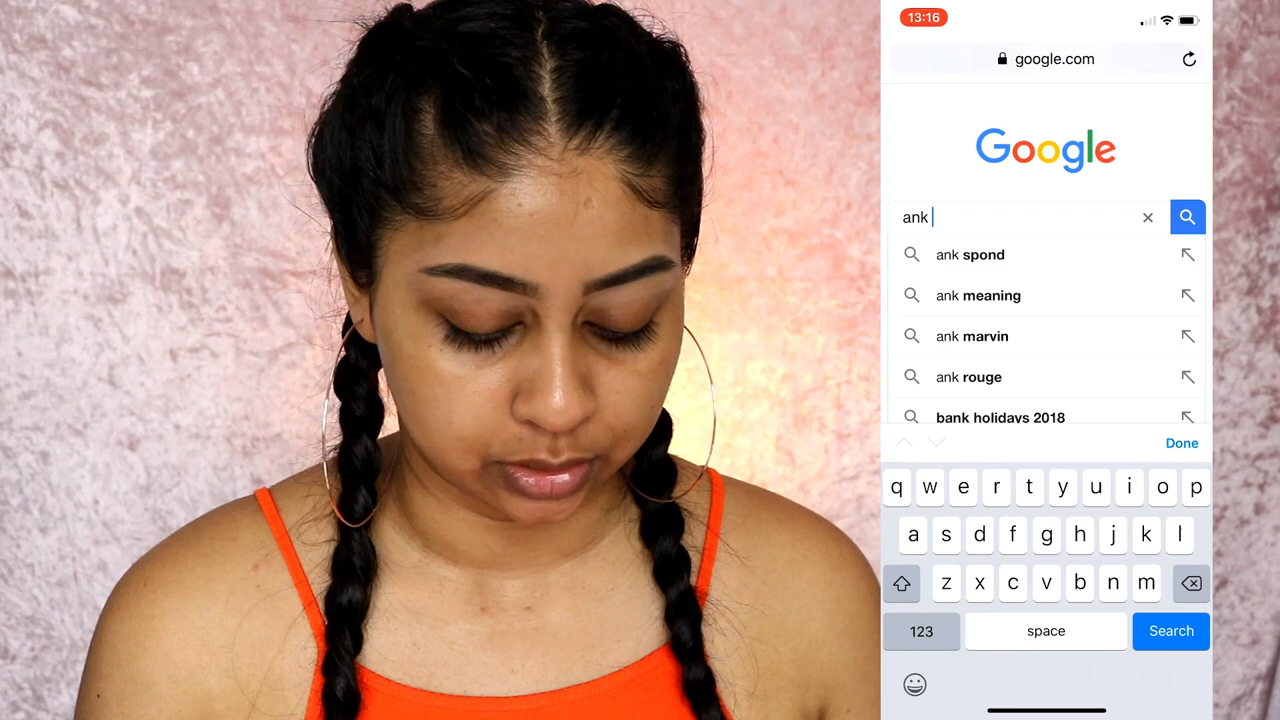 13:16
google.com
Google
ank
ank spond
ank meaning
ank marvin
ank rouge
bank holidays 2018
Done
q w e r t y u i o p
a s d f g h j k l
z x c v b n m
123 space Search